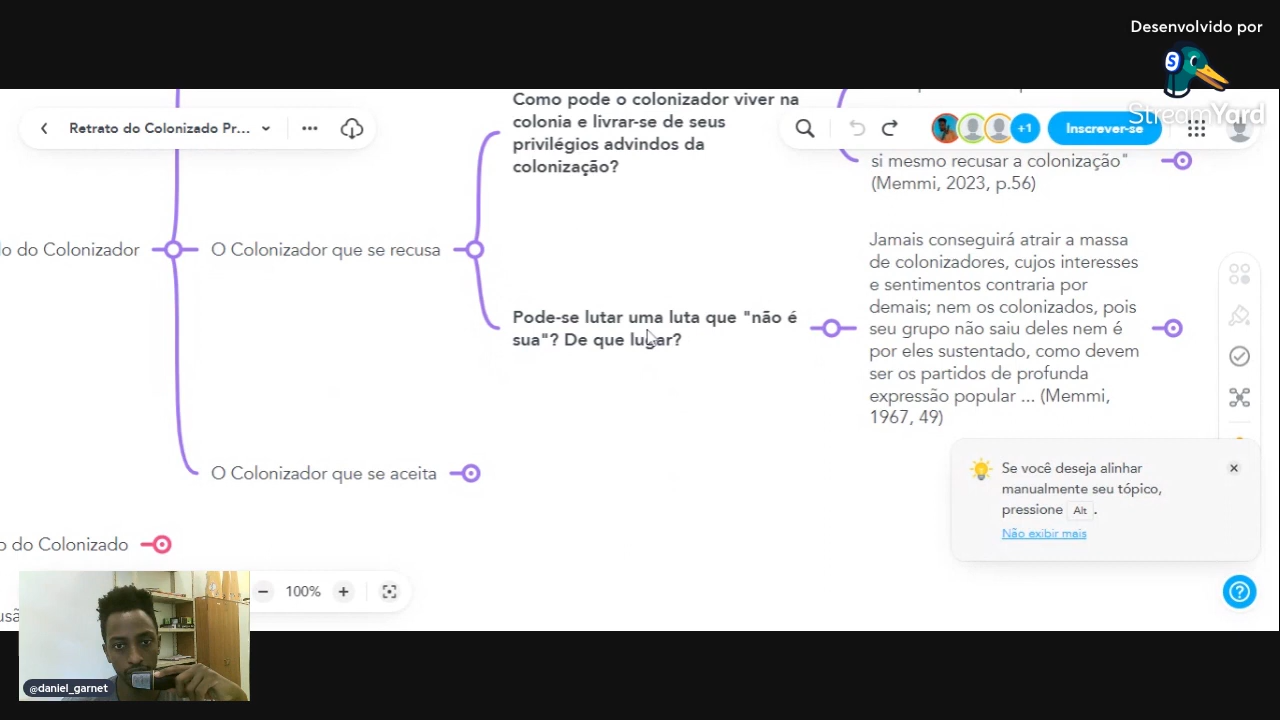 Desenvolvido por
StreamYard
Como pode o colonizador viver na
colonia e livrar-se de seus
privilégios advindos da
colonização?
Retrato do Colonizado Pr...
+1
Inscrever-se
si mesmo recusar a colonização"
(Memmi, 2023, p.56)
do Colonizador
O Colonizador que se recusa
Jamais conseguirá atrair a massa
de colonizadores, cujos interesses
e sentimentos contraria por
demais; nem os colonizados, pois
seu grupo não saiu deles nem é
por eles sustentado, como devem
ser os partidos de profunda
expressão popular ... (Memmi,
1967, 49)
Pode-se lutar uma luta que "não é
sua"? De que lugar?
O Colonizador que se aceita
Se você deseja alinhar
manualmente seu tópico,
pressione Alt .
Não exibir mais
do Colonizado
100%
@daniel_garnet